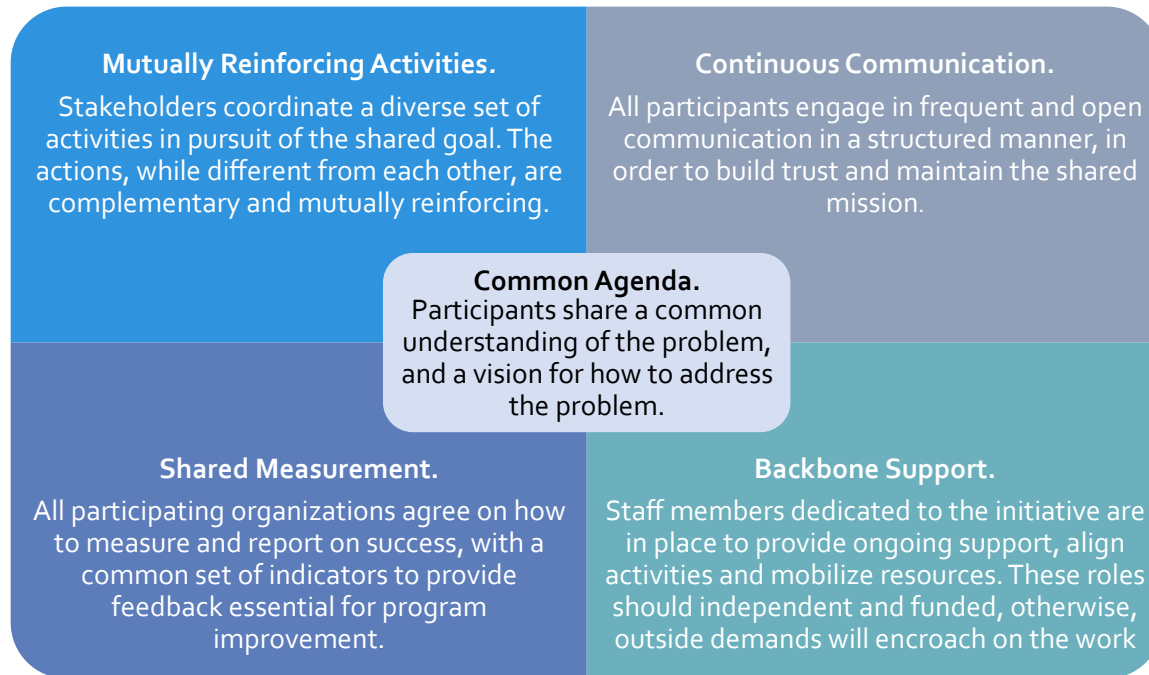 Mutually Reinforcing Activities.
Stakeholders coordinate a diverse set of
activities in pursuit of the shared goal. The
actions, while different from each other, are
complementary and mutually reinforcing.
Continuous Communication.
All participants engage in frequent and open
communication in a structured manner, in
order to build trust and maintain the shared
mission.
Common Agenda.
Participants share a common
understanding of the problem,
and a vision for how to address
the problem.
Shared Measurement.
All participating organizations agree on how
to measure and report on success, with a
common set of indicators to provide
feedback essential for program
improvement.
Backbone Support.
Staff members dedicated to the initiative are
in place to provide ongoing support, align
activities and mobilize resources. These roles
should independent and funded, otherwise,
outside demands will encroach on the work